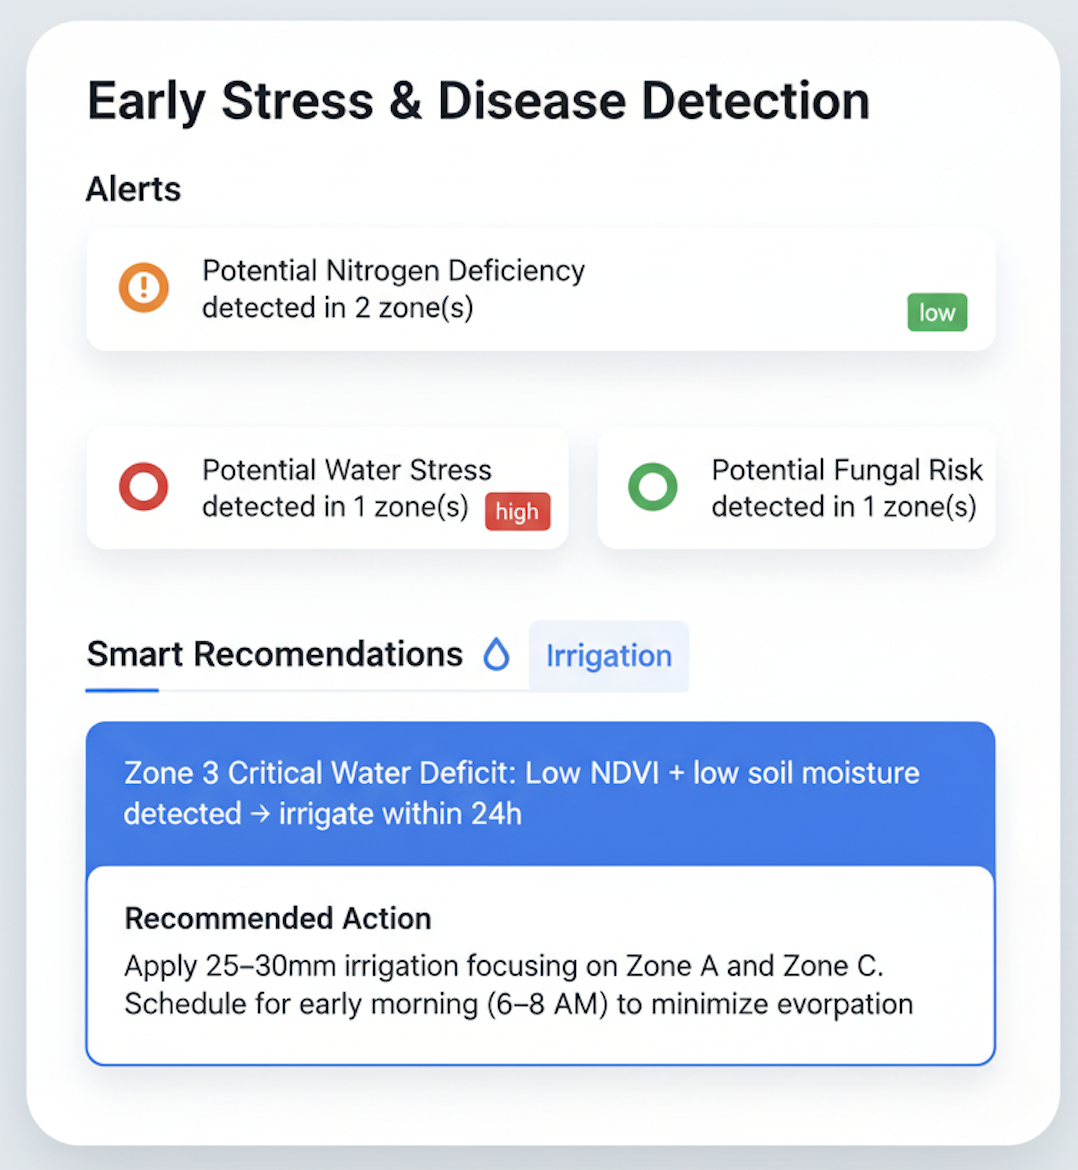 Early Stress & Disease Detection
Alerts
Potential Nitrogen Deficiency
detected in 2 zone(s)
low
Potential Water Stress
detected in 1 zone(s)
high
Potential Fungal Risk
detected in 1 zone(s)
Smart Recomendations
Irrigation
Zone 3 Critical Water Deficit: Low NDVI + low soil moisture
detected → irrigate within 24h
Recommended Action
Apply 25–30mm irrigation focusing on Zone A and Zone C.
Schedule for early morning (6–8 AM) to minimize evorpation